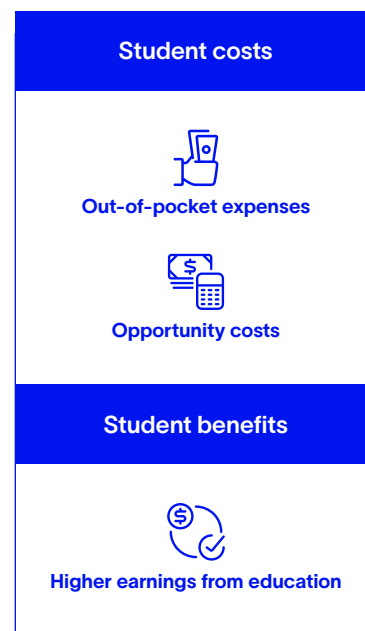 Student costs
Out-of-pocket expenses
$
Opportunity costs
Student benefits
$
Higher earnings from education